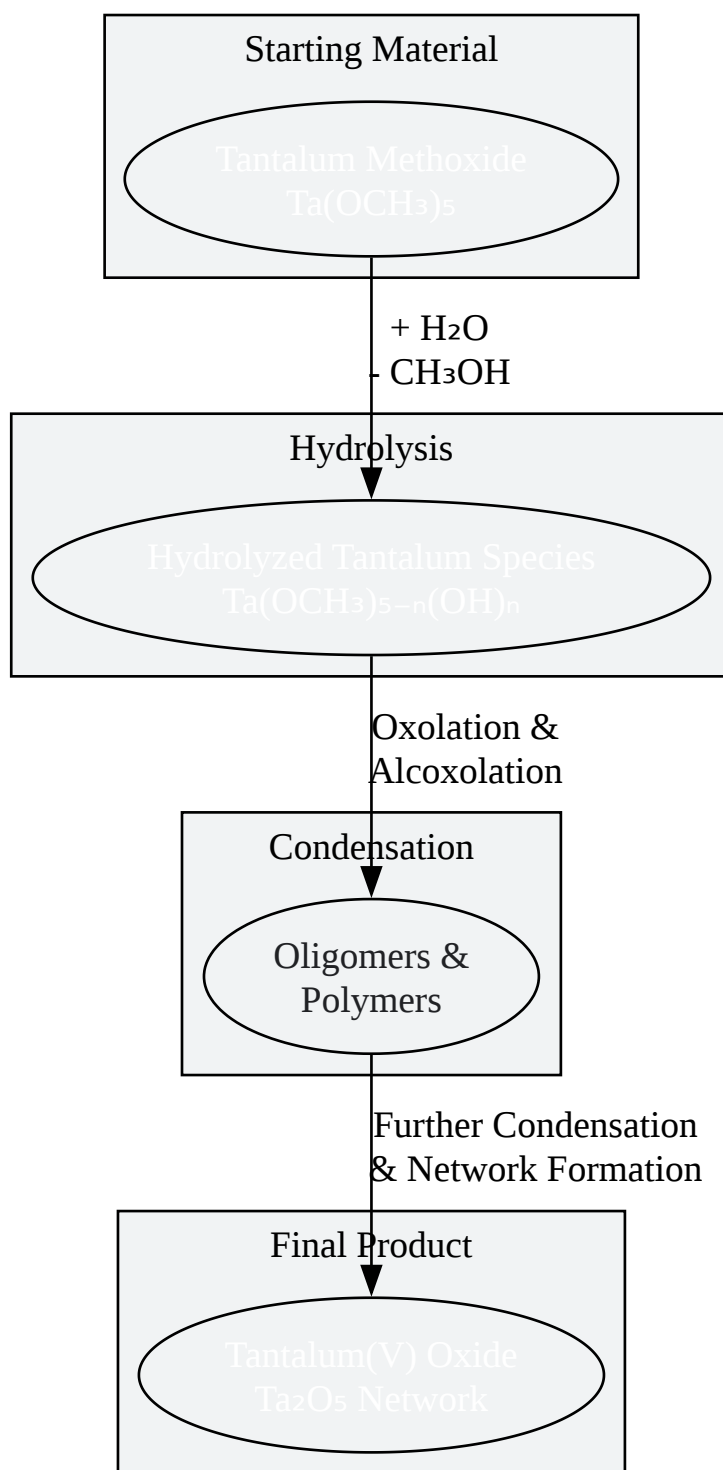 Starting Material
Tantalum Methoxide
Ta(OCH₃)₅
+ H₂O
- CH₃OH
Hydrolysis
Hydrolyzed Tantalum Species
Ta(OCH₃)₅₋ₙ(OH)ₙ
Oxolation &
Alcoxolation
Condensation
Oligomers &
Polymers
Further Condensation
& Network Formation
Final Product
Tantalum(V) Oxide
Ta₂O₅ Network